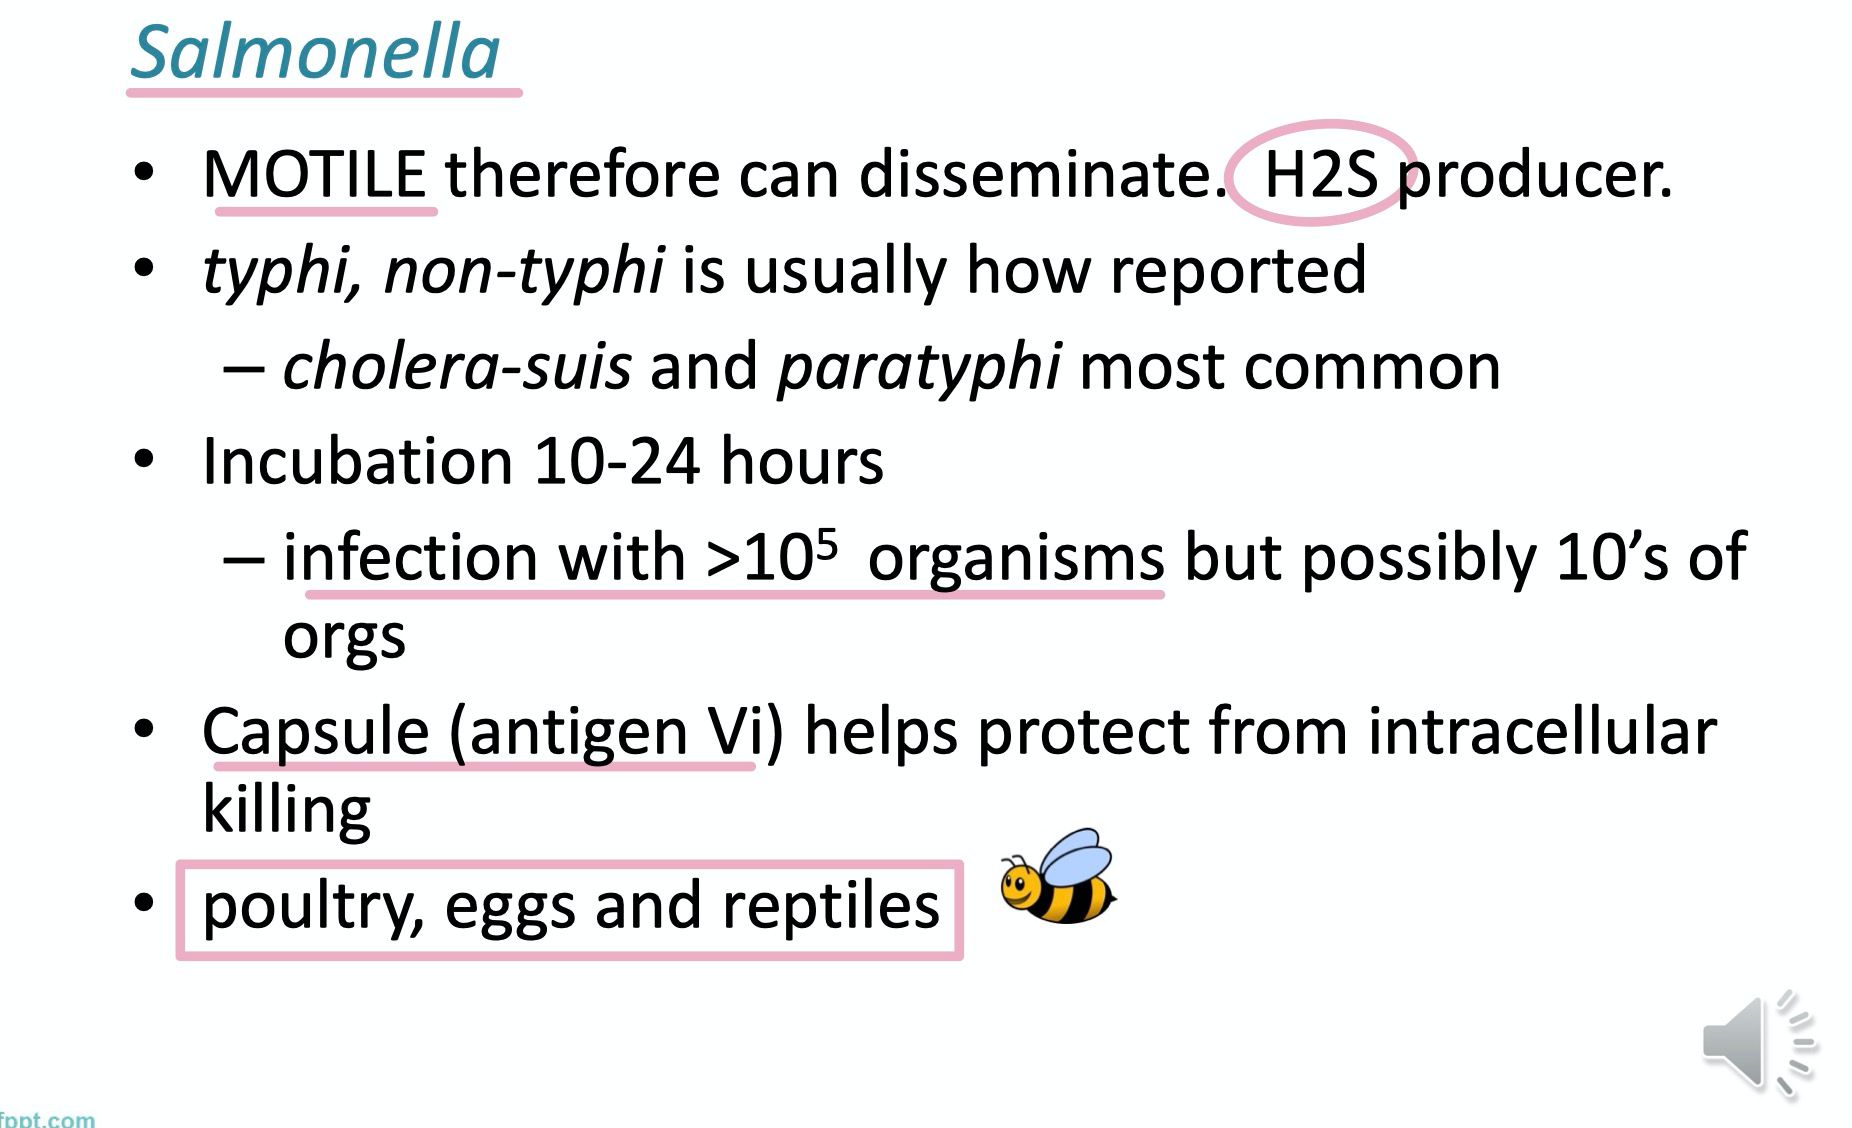 Salmonella
• MOTILE therefore can disseminate. H2S producer.
• typhi, non-typhi is usually how reported
– cholera-suis and paratyphi most common
• Incubation 10-24 hours
– infection with >10⁵ organisms but possibly 10’s of
orgs
• Capsule (antigen Vi) helps protect from intracellular
killing
• poultry, eggs and reptiles
fppt.com